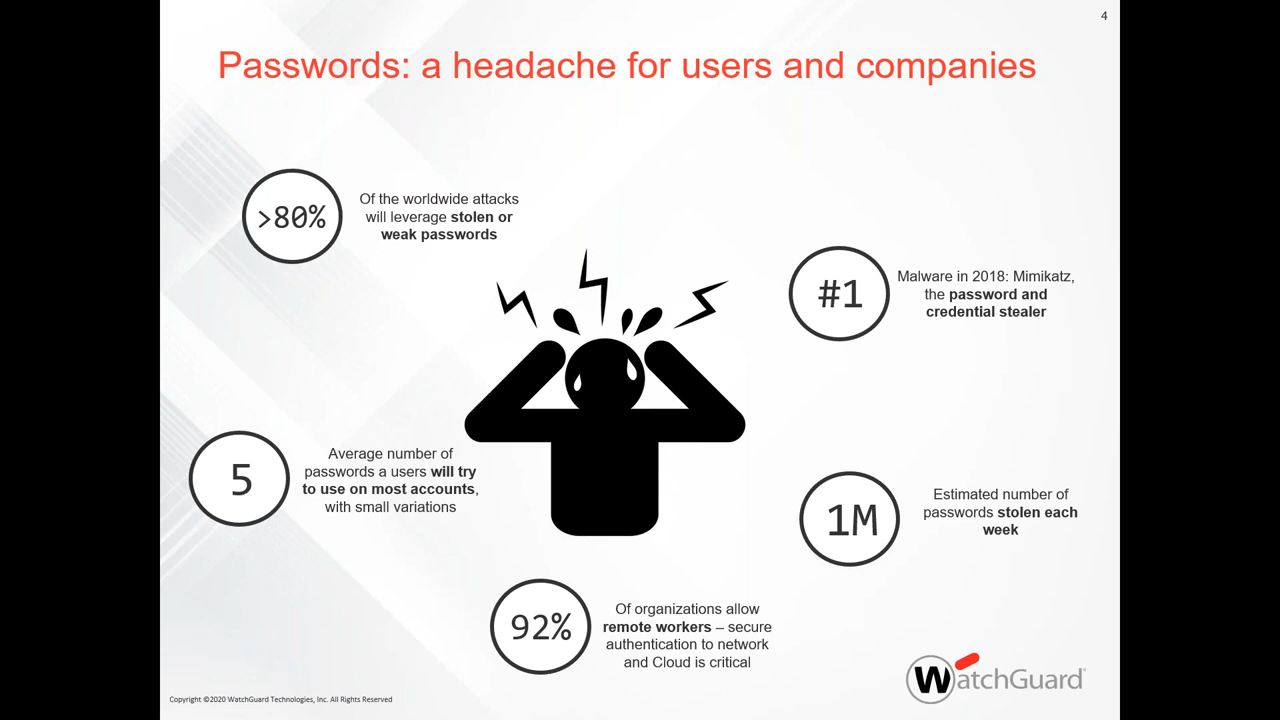 4
Passwords: a headache for users and companies
>80%
Of the worldwide attacks
will leverage stolen or
weak passwords
#1
Malware in 2018: Mimikatz,
the password and
credential stealer
5
Average number of
passwords a users will try
to use on most accounts,
with small variations
1M
Estimated number of
passwords stolen each
week
92%
Of organizations allow
remote workers – secure
authentication to network
and Cloud is critical
WatchGuard
Copyright ©2020 WatchGuard Technologies, Inc. All Rights Reserved